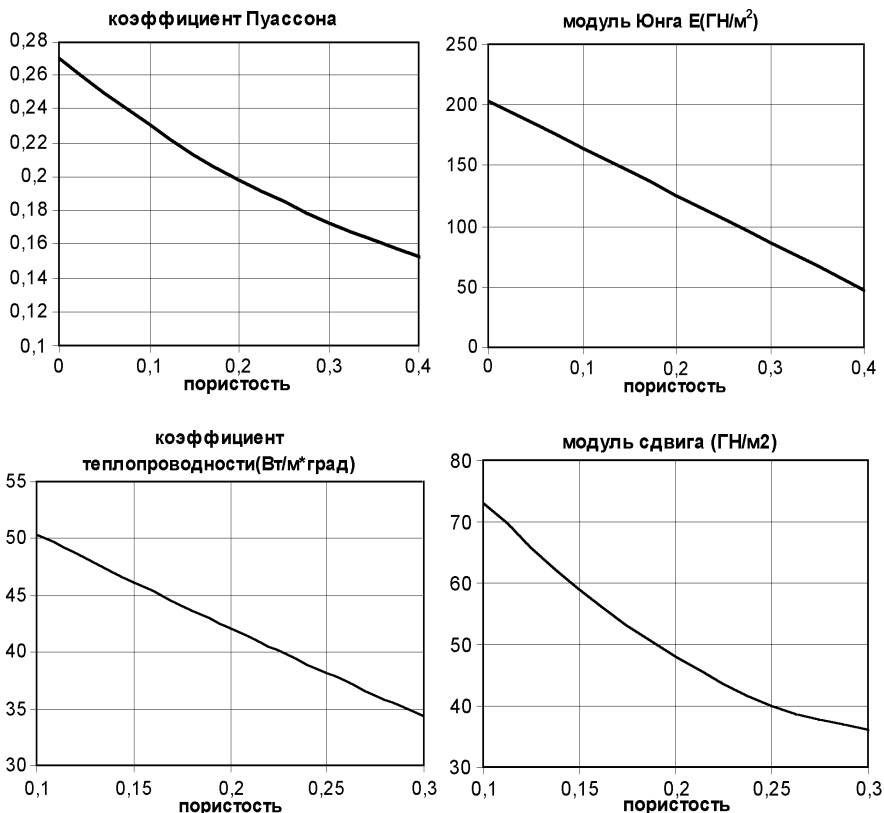 коэффициент Пуассона
0,28
0,26
0,24
0,22
0,2
0,18
0,16
0,14
0,12
0,1
0 0,1 0,2 0,3 0,4
пористость
модуль Юнга E(ГН/м²)
250
200
150
100
50
0
0 0,1 0,2 0,3 0,4
пористость
коэффициент
теплопроводности(Вт/м*град)
55
50
45
40
35
30
0,1 0,15 0,2 0,25 0,3
пористость
модуль сдвига (ГН/м2)
80
70
60
50
40
30
0,1 0,15 0,2 0,25 0,3
пористость